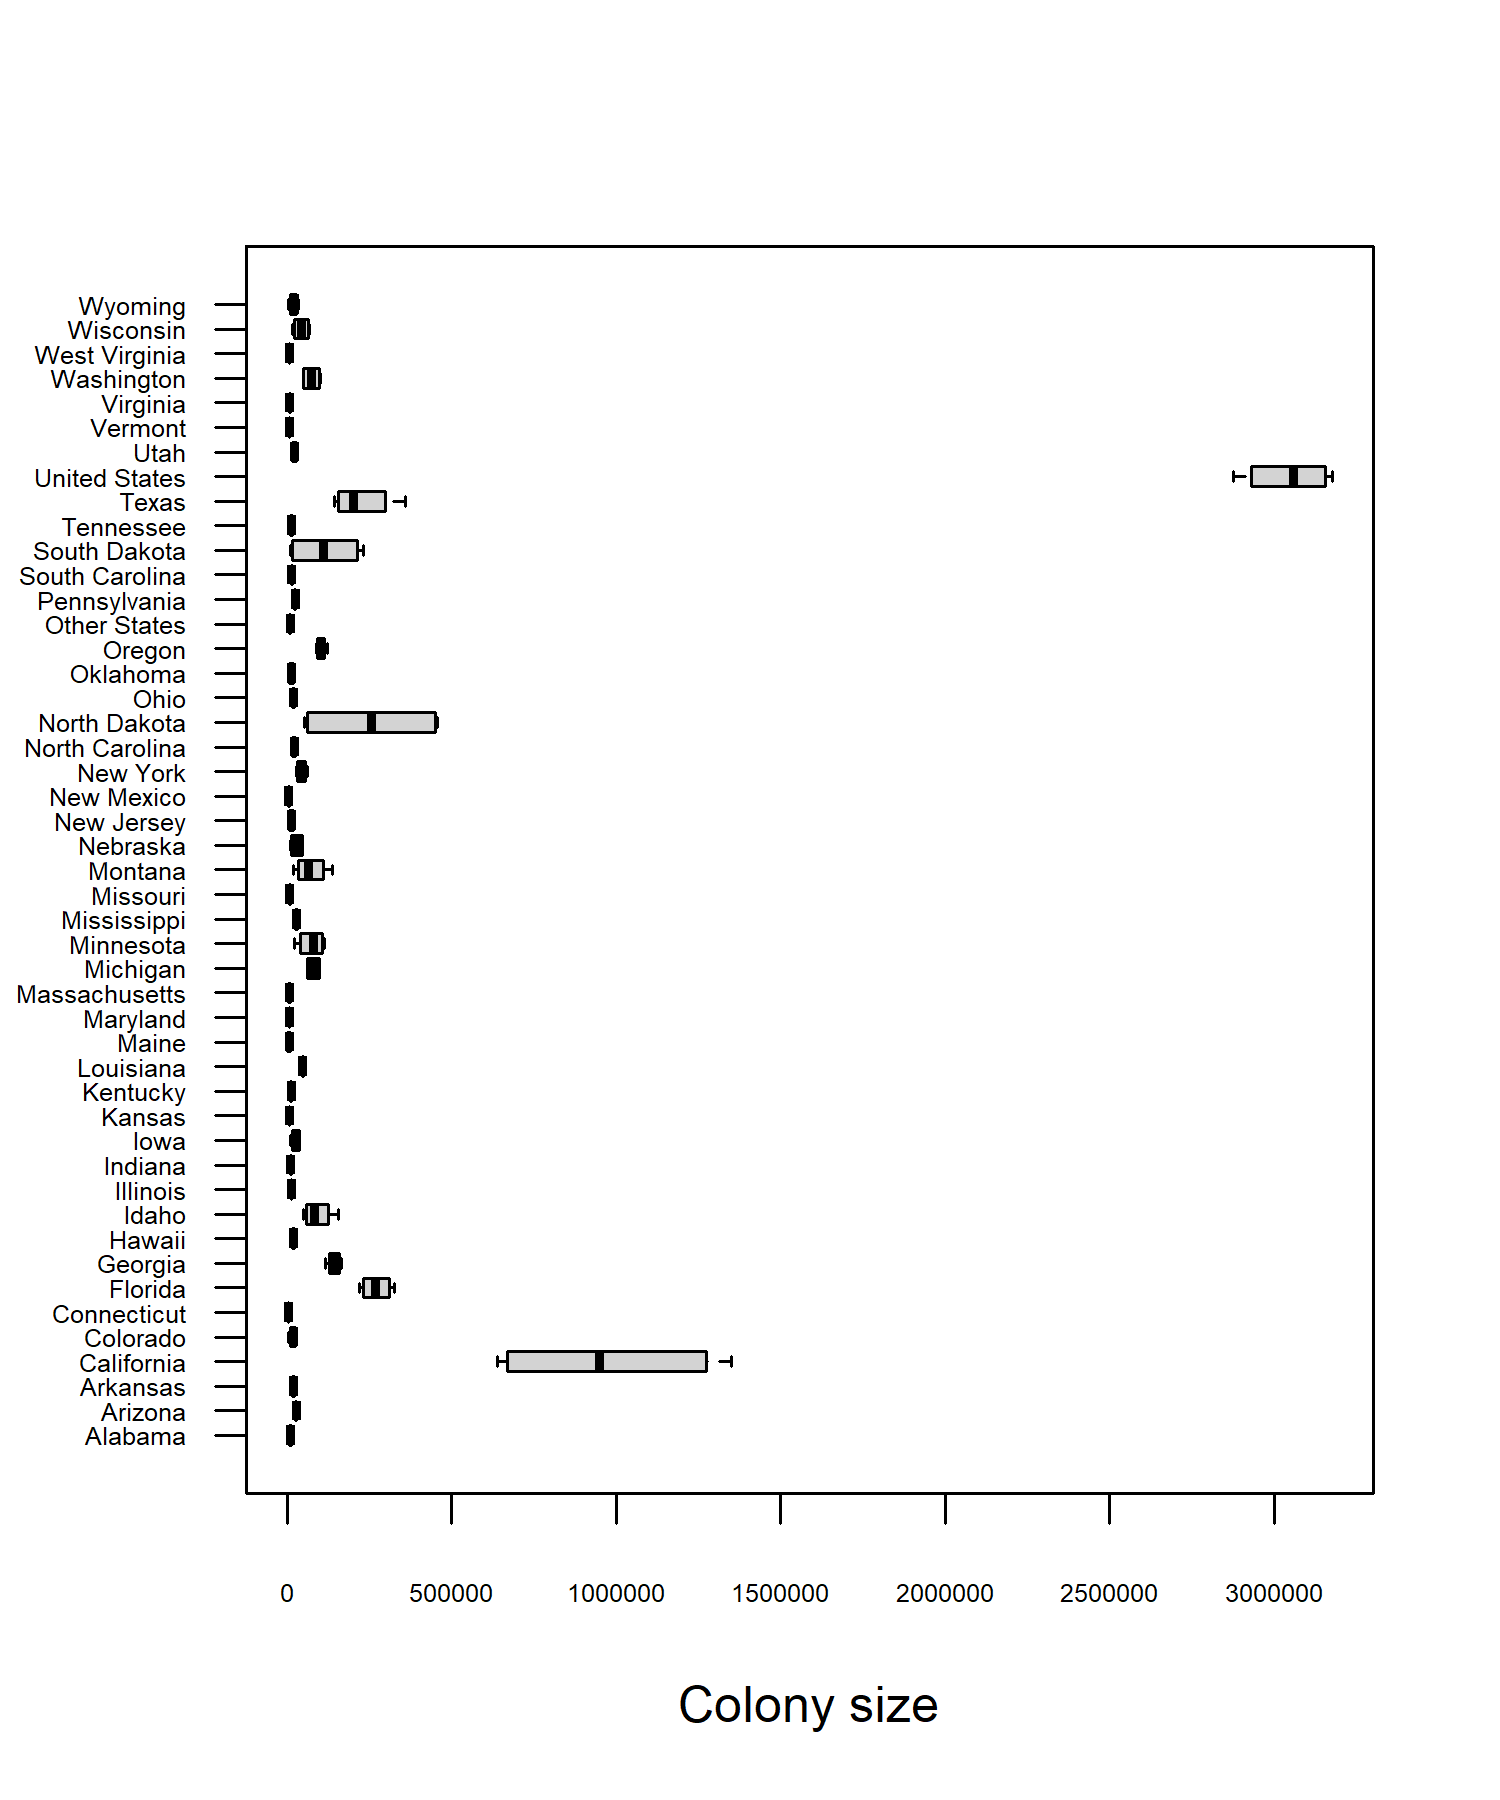 Wyoming
Wisconsin
West Virginia
Washington
Virginia
Vermont
Utah
United States
Texas
Tennessee
South Dakota
South Carolina
Pennsylvania
Other States
Oregon
Oklahoma
Ohio
North Dakota
North Carolina
New York
New Mexico
New Jersey
Nebraska
Montana
Missouri
Mississippi
Minnesota
Michigan
Massachusetts
Maryland
Maine
Louisiana
Kentucky
Kansas
Iowa
Indiana
Illinois
Idaho
Hawaii
Georgia
Florida
Connecticut
Colorado
California
Arkansas
Arizona
Alabama
0 500000 1000000 1500000 2000000 2500000 3000000
Colony size